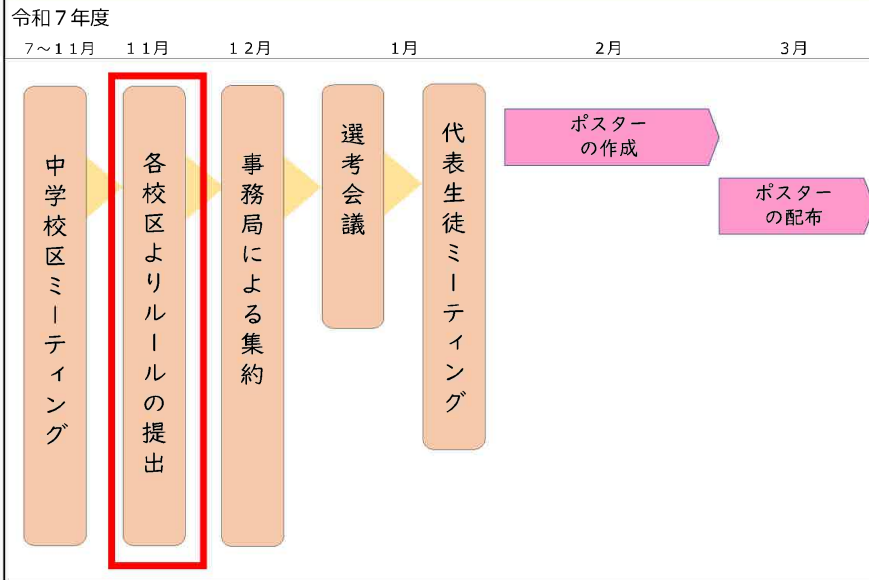 令和７年度
７～１１月
１１月
１２月
１月
２月
３月
中学校区ミーティング
各校区よりルールの提出
事務局による集約
選考会議
代表生徒ミーティング
ポスター
の作成
ポスター
の配布